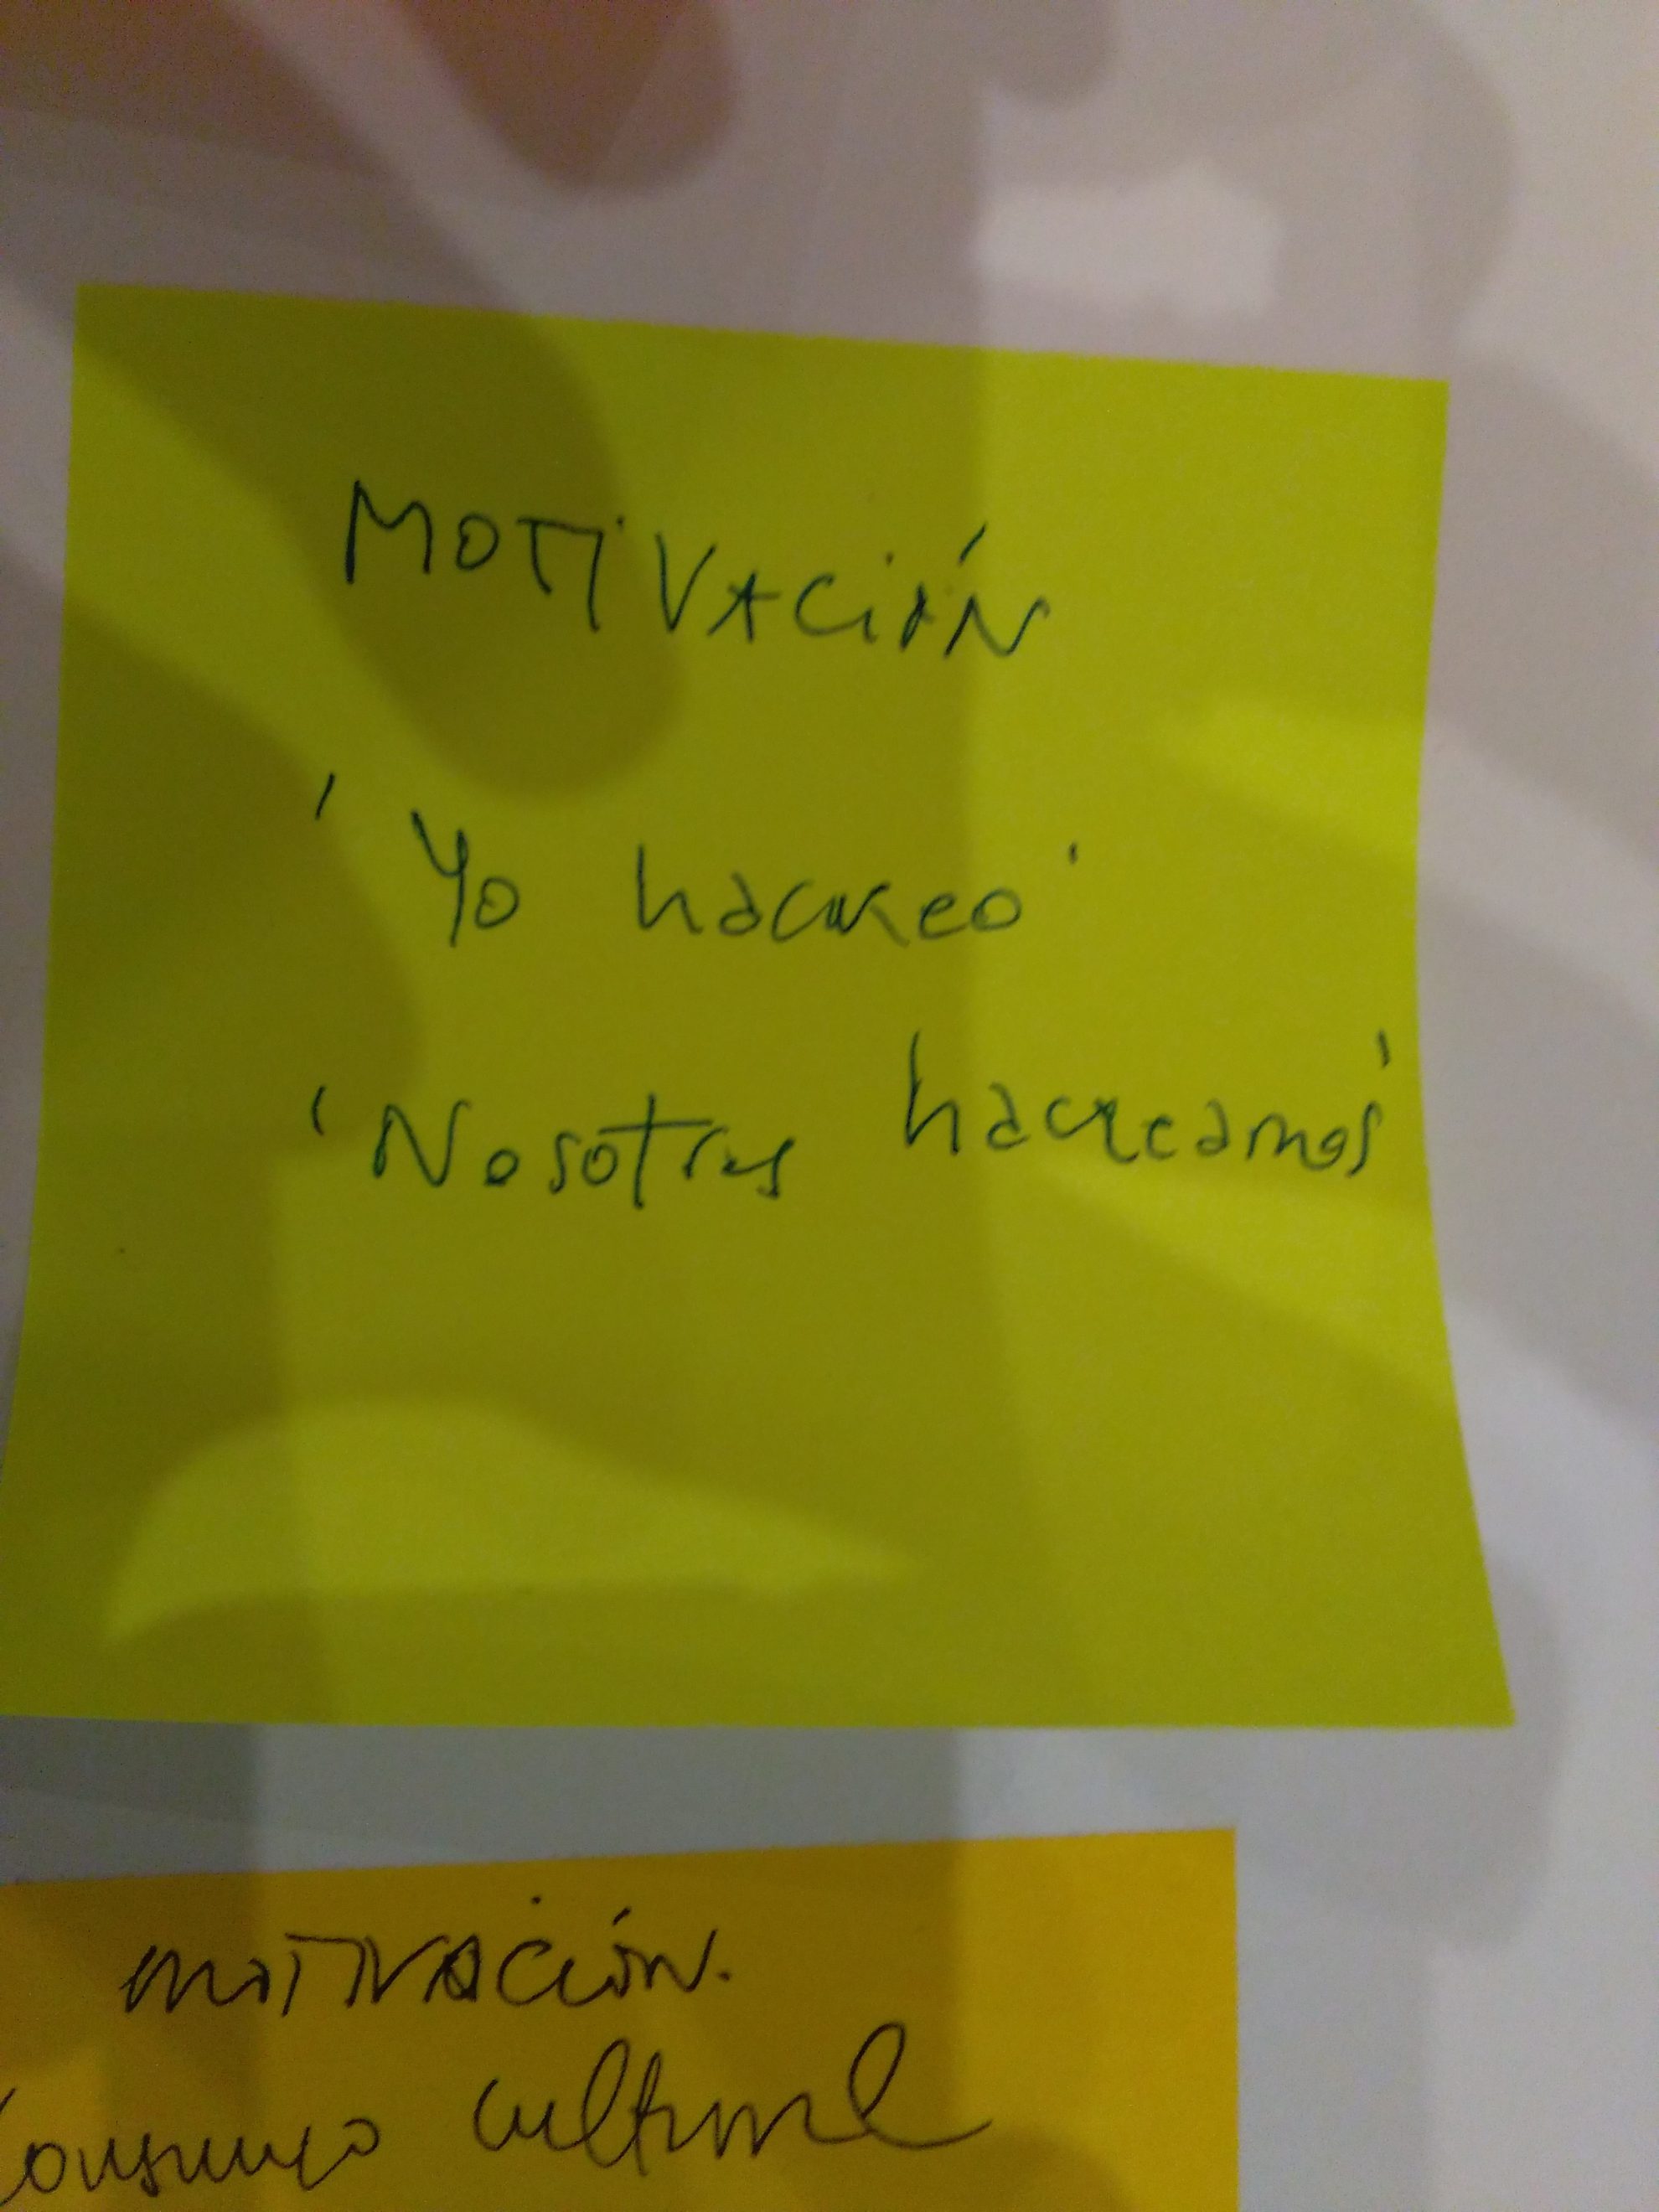 MOTIVACIÓN
'Yo hackeo'
'Nosotros hackeamos'
MOTIVACIÓN.
Consumo cultural